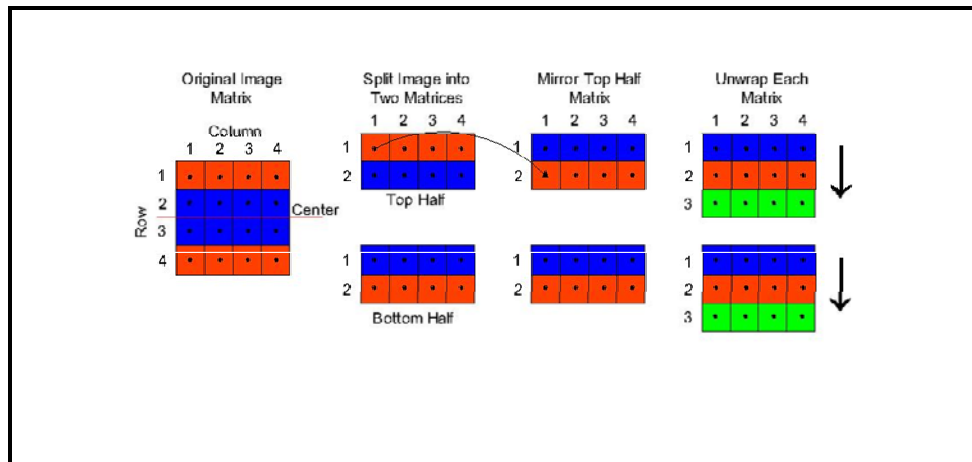 Original Image
Matrix
Column
1 2 3 4
Row
1
2
3
4
Center
Split Image into
Two Matrices
1 2 3 4
1
2
Top Half
1
2
Bottom Half
Mirror Top Half
Matrix
1 2 3 4
1
2
1
2
Unwrap Each
Matrix
1 2 3 4
1
2
3
1
2
3